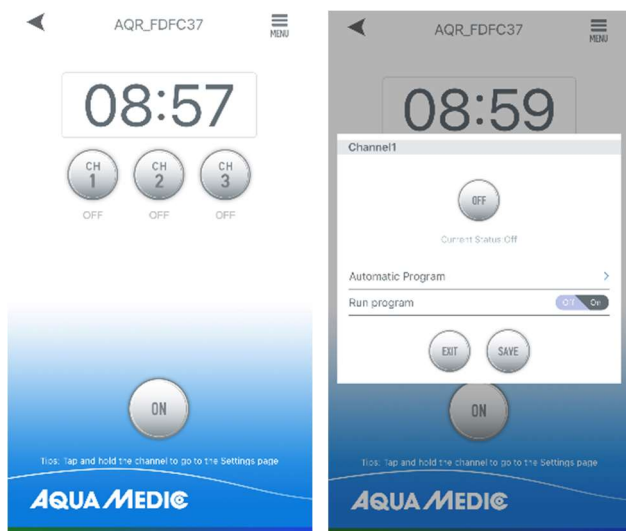 AQR_FDFC37
MENU
08:57
CH 1
CH 2
CH 3
OFF
OFF
OFF
ON
Tips: Tap and hold the channel to go to the Settings page
AQUA MEDIC
AQR_FDFC37
MENU
08:59
Channel1
OFF
Current Status Off
Automatic Program
Run program
Off On
EXIT
SAVE
ON
Tips: Tap and hold the channel to go to the Settings page
AQUA MEDIC